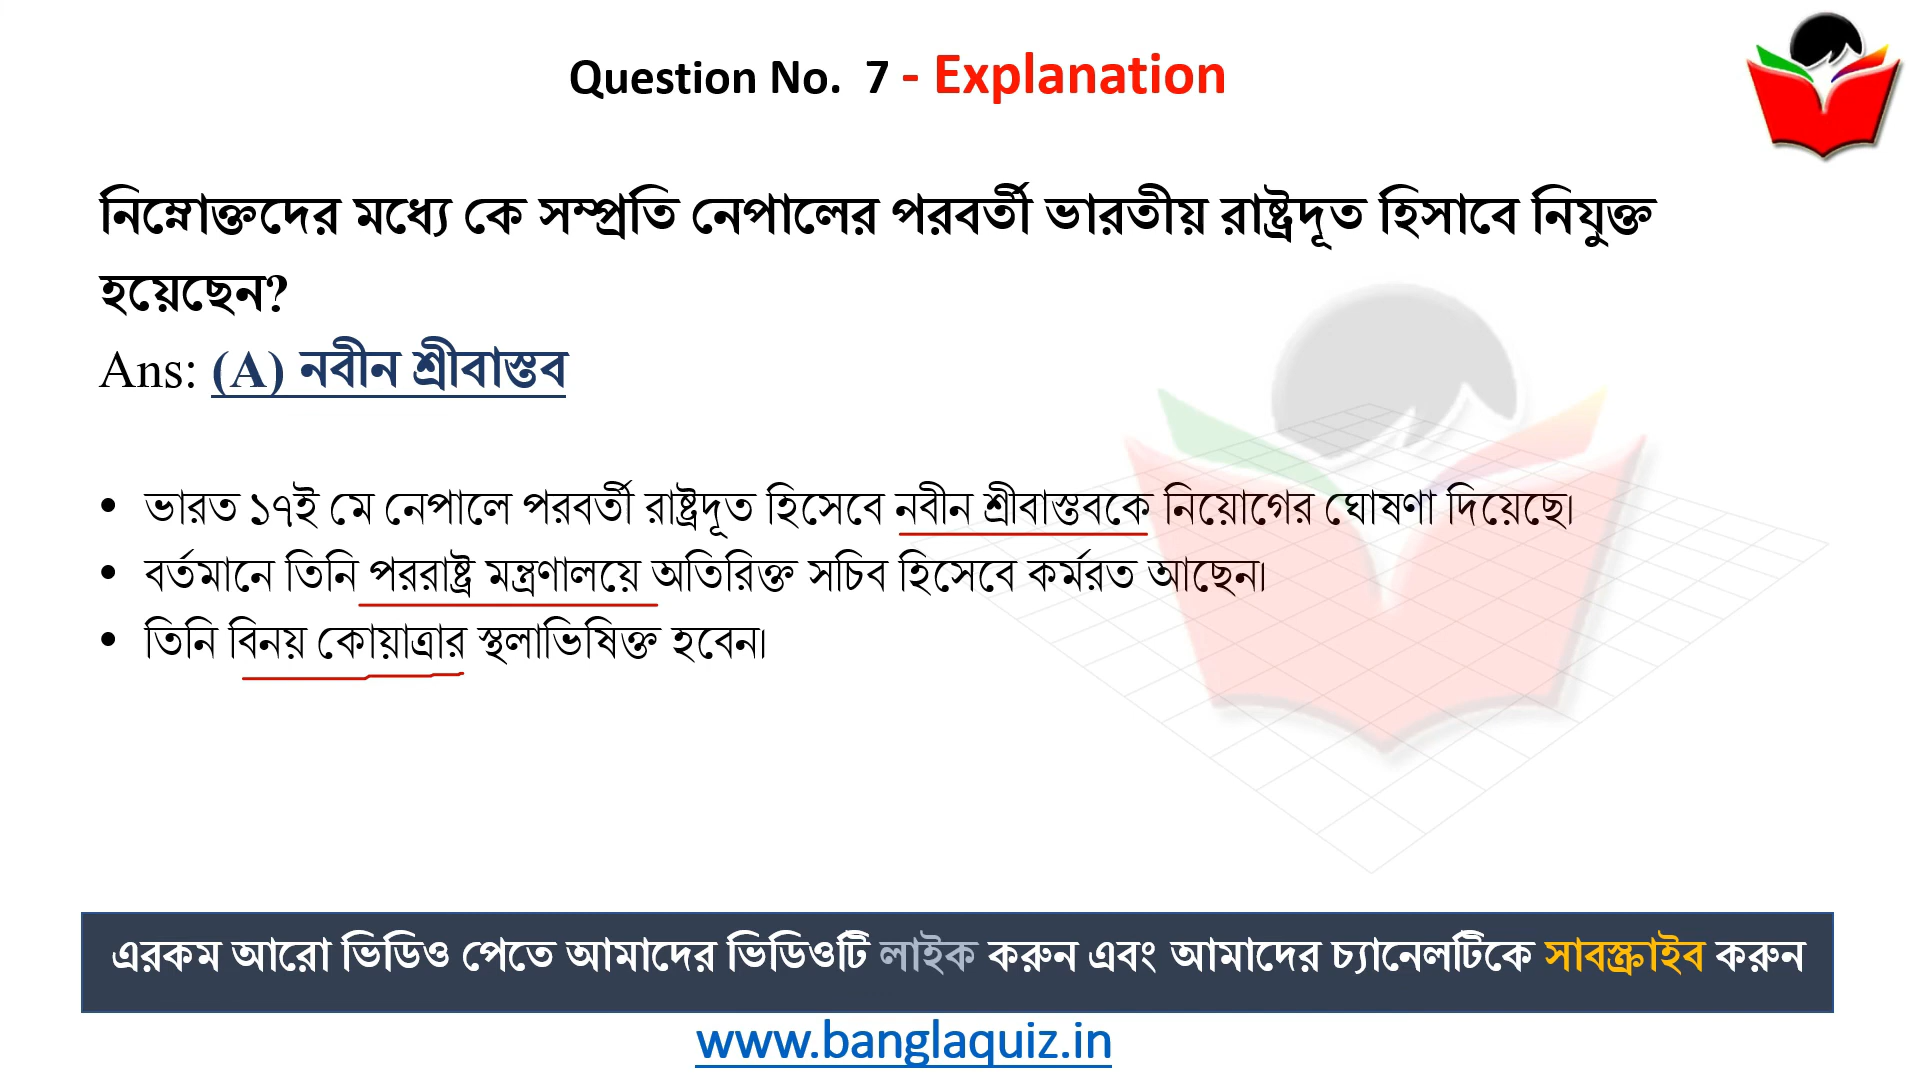 Question No. 7 - Explanation
নিম্নোক্তদের মধ্যে কে সম্প্রতি নেপালের পরবর্তী ভারতীয় রাষ্ট্রদূত হিসাবে নিযুক্ত
হয়েছেন?
Ans: (A) নবীন শ্রীবাস্তব
• ভারত ১৭ই মে নেপালে পরবর্তী রাষ্ট্রদূত হিসেবে নবীন শ্রীবাস্তবকে নিয়োগের ঘোষণা দিয়েছে।
• বর্তমানে তিনি পররাষ্ট্র মন্ত্রণালয়ে অতিরিক্ত সচিব হিসেবে কর্মরত আছেন।
• তিনি বিনয় কোয়াত্রার স্থলাভিষিক্ত হবেন।
এরকম আরো ভিডিও পেতে আমাদের ভিডিওটি লাইক করুন এবং আমাদের চ্যানেলটিকে সাবস্ক্রাইব করুন
www.banglaquiz.in